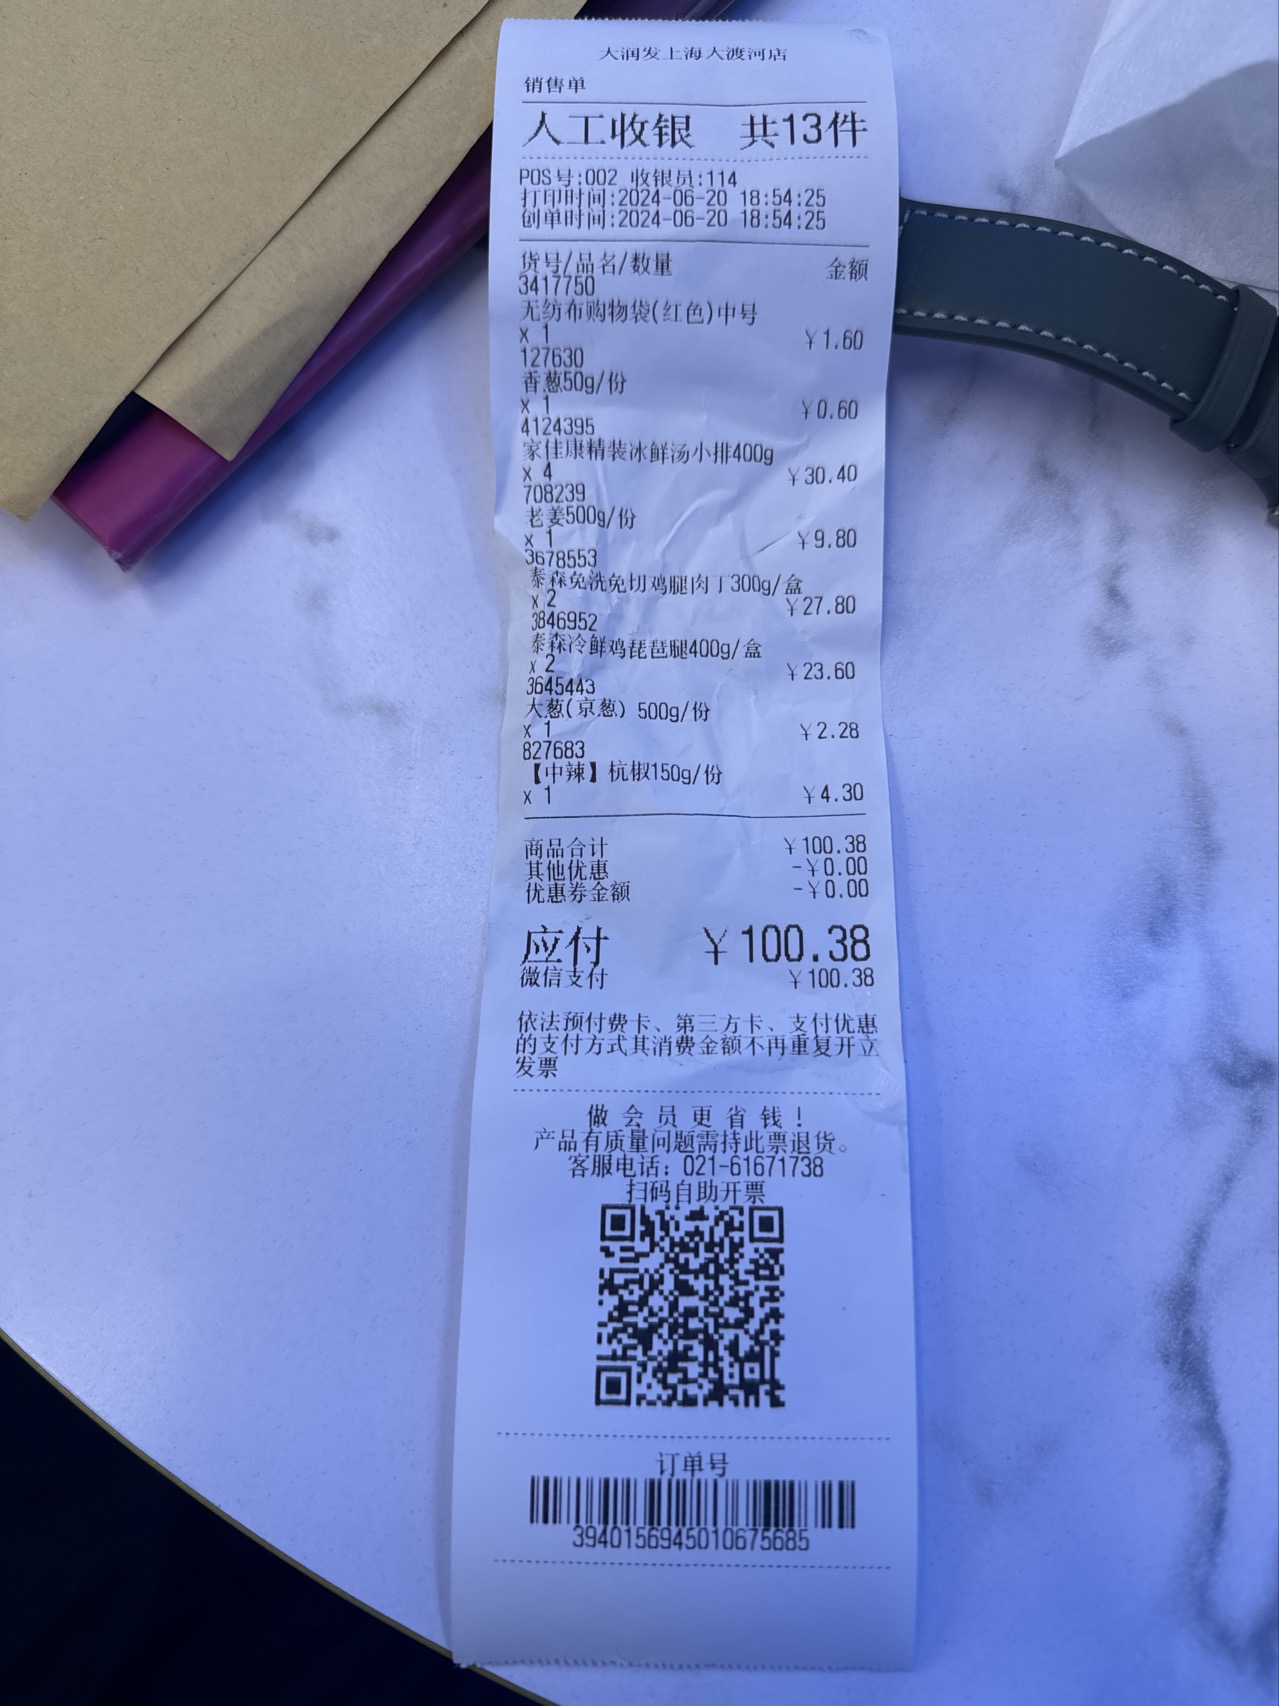 大润发上海大渡河店
销售单
人工收银 共13件
POS号:002 收银员:114
打印时间:2024-06-20 18:54:25
创单时间:2024-06-20 18:54:25
货号/品名/数量 金额
3417750
无纺布购物袋(红色)中号
x 1 ¥1.60
127630
香葱50g/份
x 1 ¥0.60
4124395
家佳康精装冰鲜汤小排400g
x 4 ¥30.40
708239
老姜500g/份
x 1 ¥9.80
3678553
泰森免洗免切鸡腿肉丁300g/盒
x 2 ¥27.80
3846952
泰森冷鲜鸡琵琶腿400g/盒
x 2 ¥23.60
3645443
大葱(京葱) 500g/份
x 1 ¥2.28
827683
【中辣】杭椒150g/份
x 1 ¥4.30
商品合计 ¥100.38
其他优惠 -¥0.00
优惠券金额 -¥0.00
应付 ¥100.38
微信支付 ¥100.38
依法预付费卡、第三方卡、支付优惠
的支付方式其消费金额不再重复开立
发票
做会员更省钱!
产品有质量问题需持此票退货。
客服电话: 021-61671738
扫码自助开票
订单号
3940156945010675685